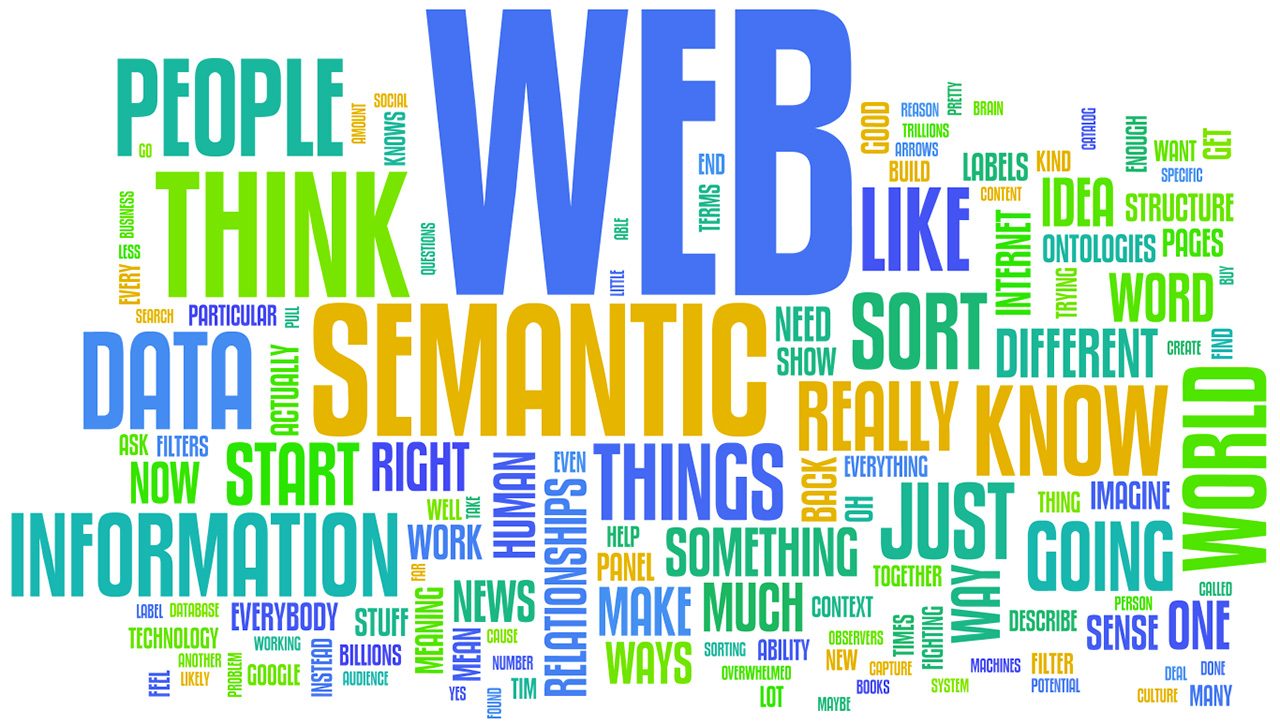 WEB
PEOPLE
GO
AMOUNT
SOCIAL
KNOWS
THINK
QUESTIONS
ABLE
LITTLE
END
TERMS
GOOD
REASON
PRETTY
BRAIN
TRILLIONS
ARROWS
BUILD
LABELS
KIND
CATALOG
ENOUGH
WANT
GET
SPECIFIC
CONTENT
LIKE
INTERNET
IDEA
STRUCTURE
ONTOLOGIES
PAGES
TRYING
WORD
BUY
BUSINESS
LESS
EVERY
SEARCH
PARTICULAR
PULL
DATA
ACTUALLY
SEMANTIC
NEED
SHOW
SORT
DIFFERENT
CREATE
FIND
REALLY
KNOW
WORLD
ASK
FILTERS
NOW
START
RIGHT
HUMAN
EVEN
RELATIONSHIPS
THINGS
BACK
EVERYTHING
OH
JUST
THING
IMAGINE
GOING
INFORMATION
WELL
TAKE
WORK
FAR
HELP
PANEL
SOMETHING
TOGETHER
WAY
CALLED
LABEL
DATABASE
EVERYBODY
STUFF
MEANING
NEWS
CAUSE
MEAN
MAKE
MUCH
CONTEXT
OBSERVERS
TIMES
FIGHTING
DESCRIBE
PERSON
SENSE
ONE
TECHNOLOGY
WORKING
INSTEAD
BILLIONS
ANOTHER
LIKELY
PROBLEM
GOOGLE
AUDIENCE
FEEL
YES
NUMBER
FOUND
TIM
WAYS
SORTING
ABILITY
OVERWHELMED
LOT
NEW
CAPTURE
BOOKS
MAYBE
SYSTEM
MACHINES
FILTER
POTENTIAL
DEAL
DONE
CULTURE
MANY